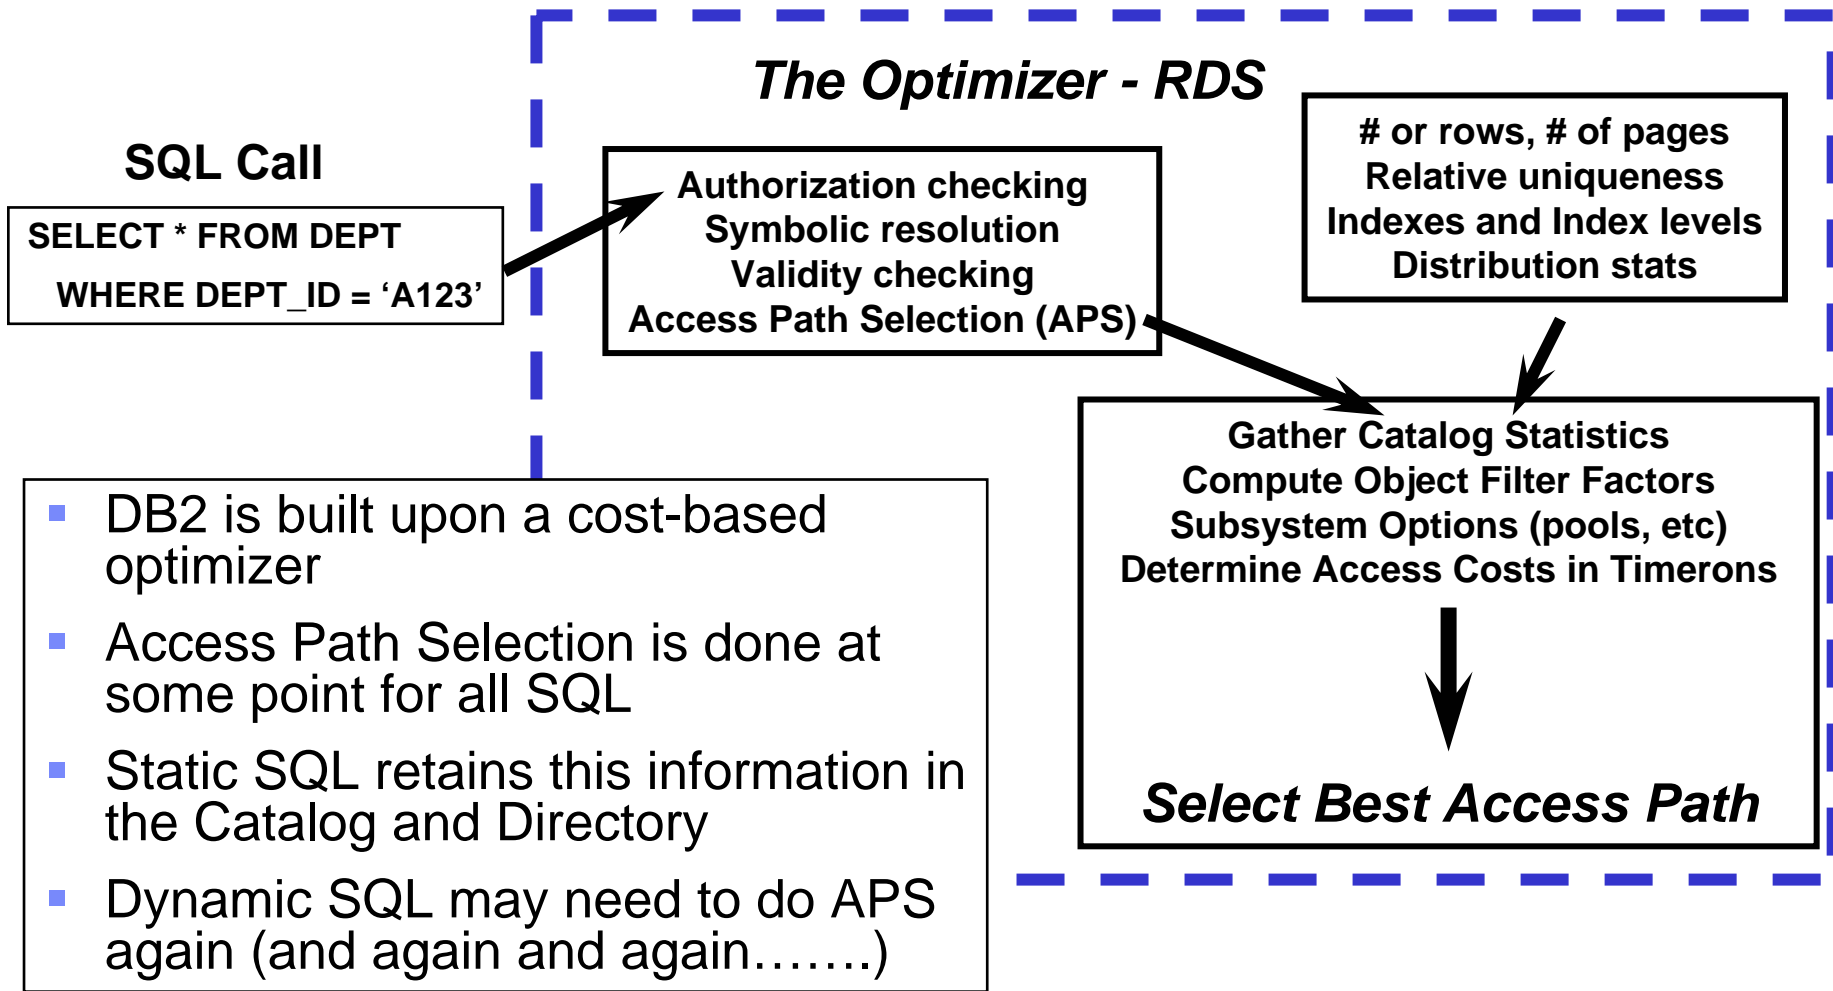 The Optimizer - RDS
SQL Call
SELECT * FROM DEPT
WHERE DEPT_ID = ‘A123’
Authorization checking
Symbolic resolution
Validity checking
Access Path Selection (APS)
# or rows, # of pages
Relative uniqueness
Indexes and Index levels
Distribution stats
Gather Catalog Statistics
Compute Object Filter Factors
Subsystem Options (pools, etc)
Determine Access Costs in Timerons
Select Best Access Path
▪ DB2 is built upon a cost-based
optimizer
▪ Access Path Selection is done at
some point for all SQL
▪ Static SQL retains this information in
the Catalog and Directory
▪ Dynamic SQL may need to do APS
again (and again and again…….)